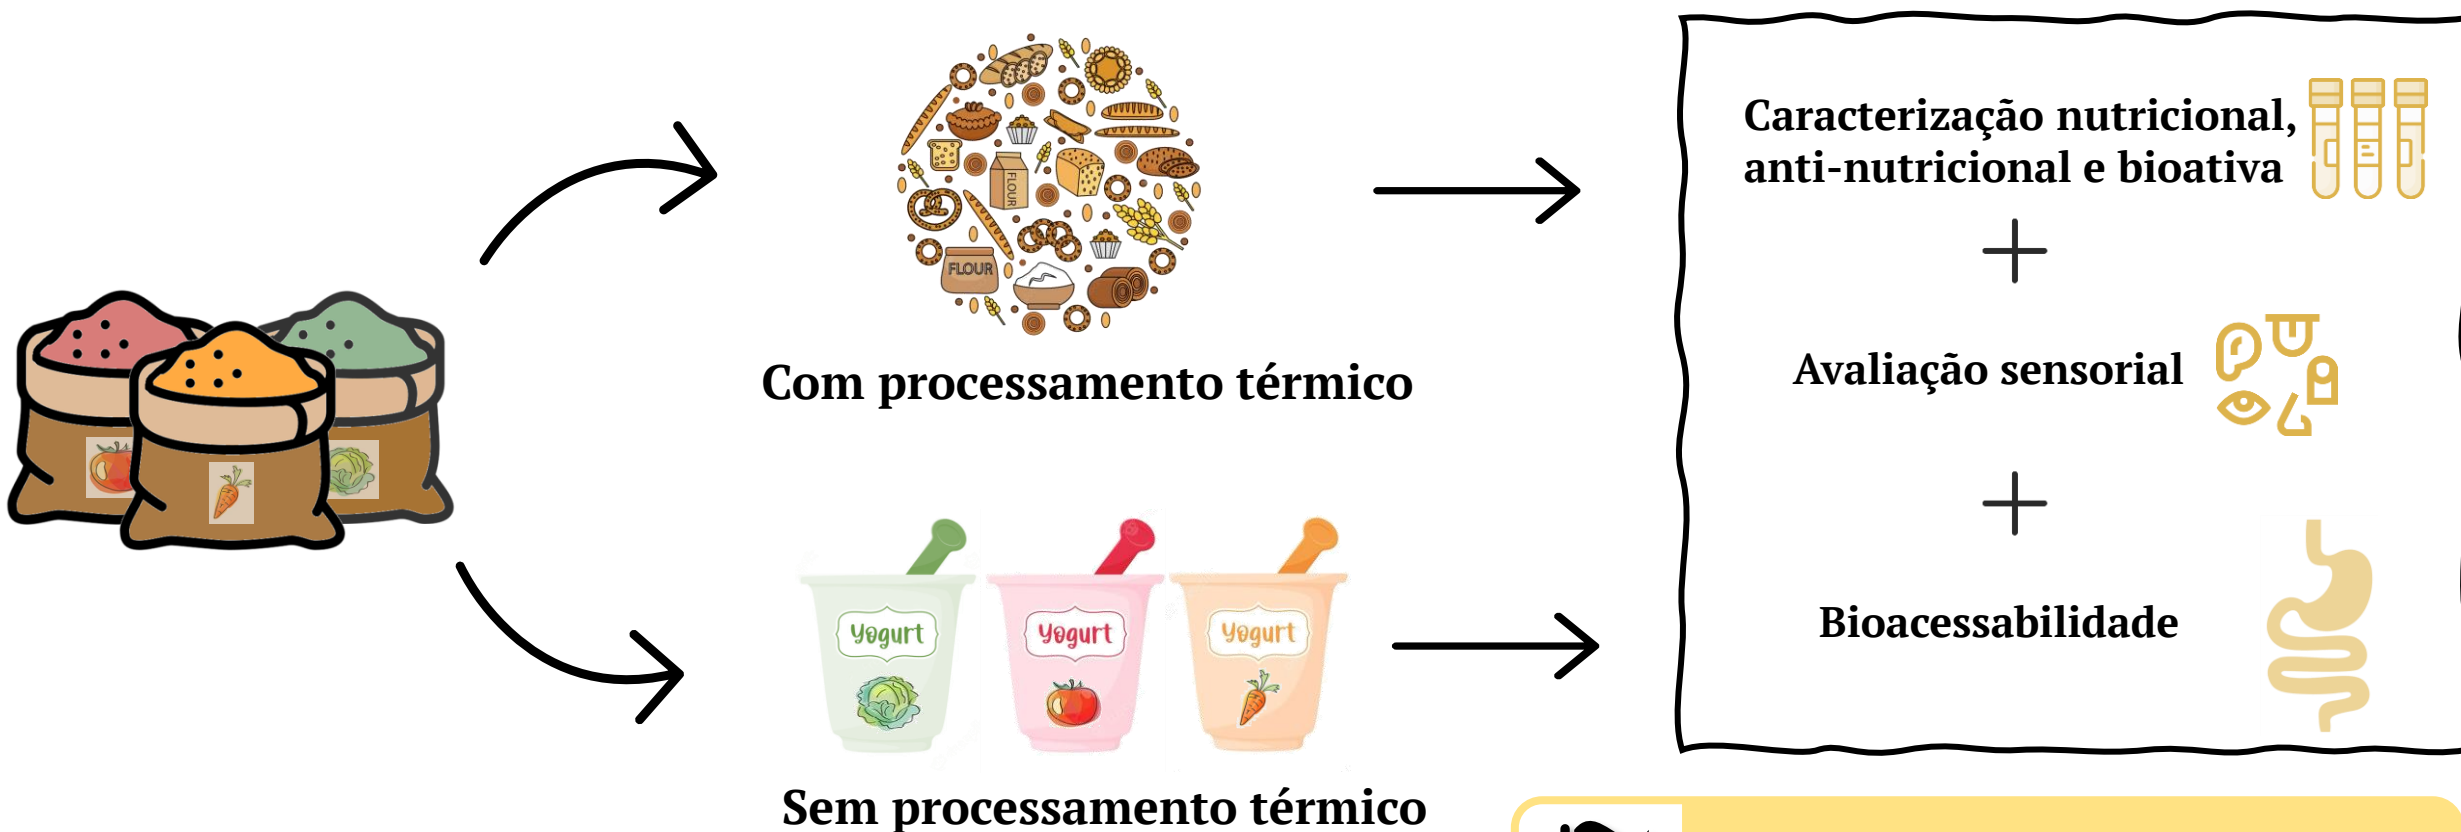 FLOUR
FLOUR
Com processamento térmico
Yogurt
Yogurt
Yogurt
Sem processamento térmico
Caracterização nutricional,
anti-nutricional e bioativa
+
Avaliação sensorial
+
Bioacessabilidade